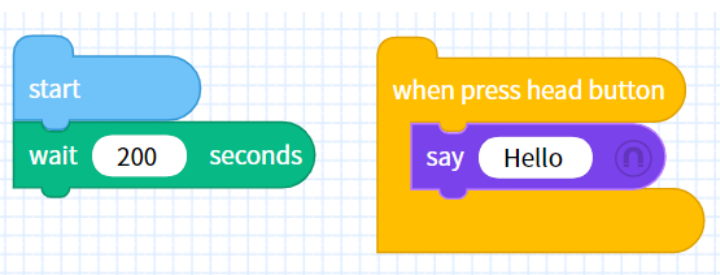 start
wait 200 seconds
when press head button
say Hello